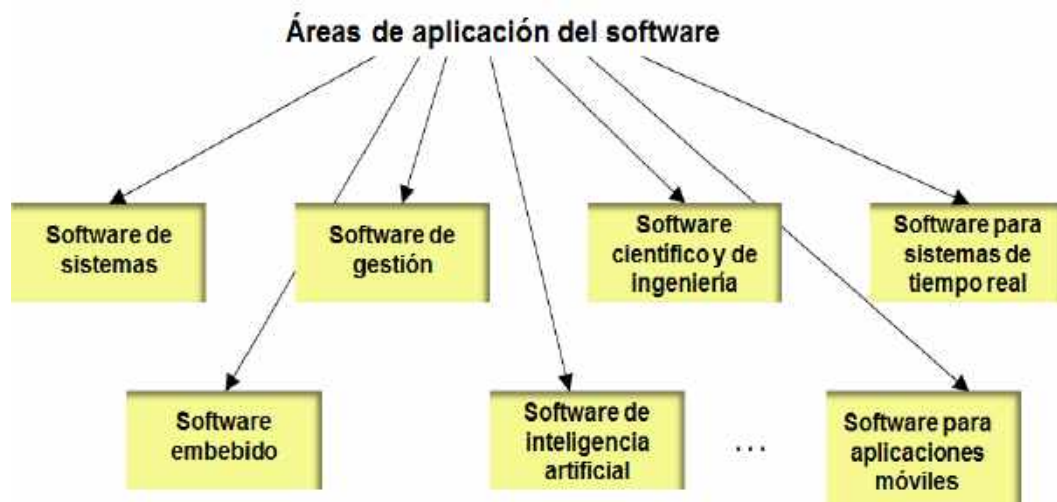 Áreas de aplicación del software
Software de
sistemas
Software de
gestión
Software
científico y de
ingeniería
Software para
sistemas de
tiempo real
Software
embebido
Software de
inteligencia
artificial
...
Software para
aplicaciones
móviles